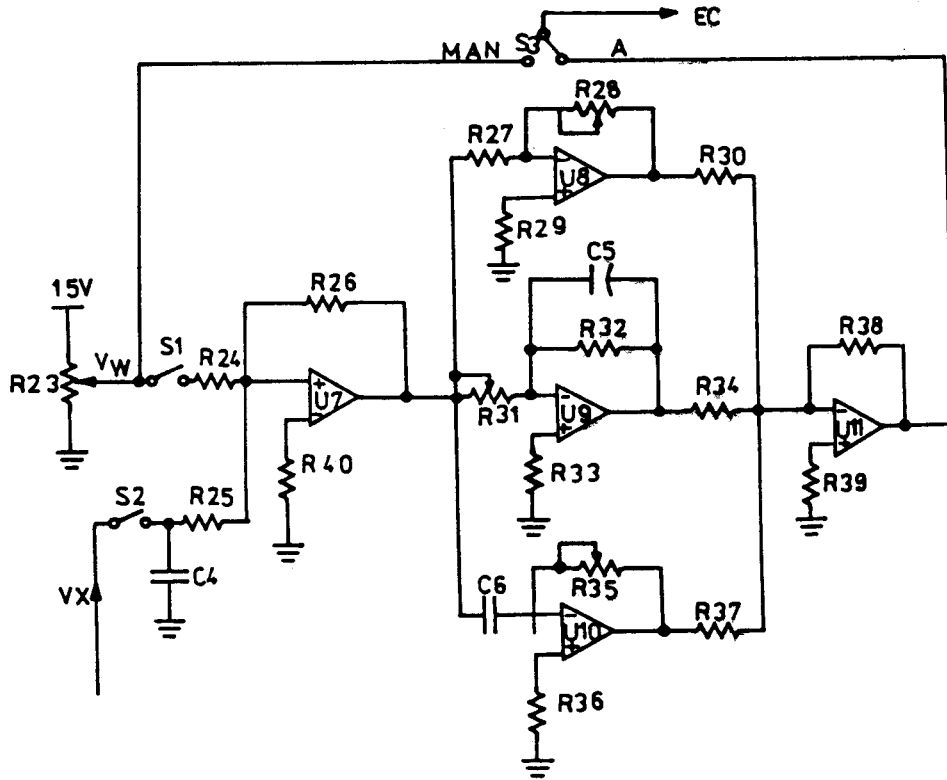 EC
S3
MAN
A
R28
R27
U8
R30
R29
C5
15V
R26
R32
R38
S1
VW
R24
R23
U7
R31
U9
R34
U11
R40
R33
R39
S2
R25
C4
VX
C6
R35
U10
R37
R36
+
-
-
+
-
+
-
+
-
+